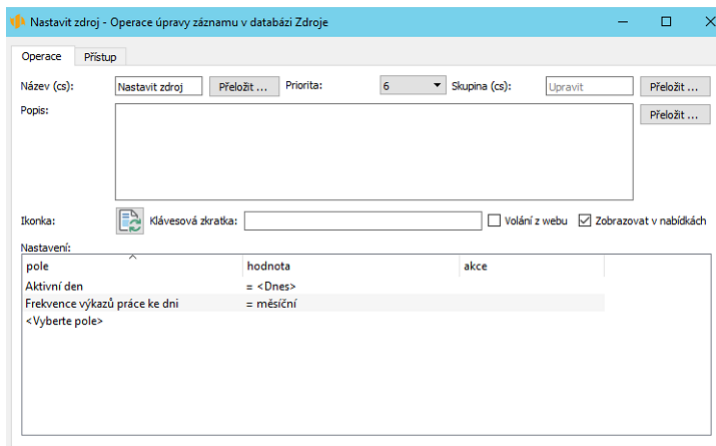 Nastavit zdroj - Operace úpravy záznamu v databázi Zdroje
Operace Přístup
Název (cs): Nastavit zdroj Přeložit ... Priorita: 6 Skupina (cs): Upravit Přeložit ...
Popis: Přeložit ...
Ikonka: Klávesová zkratka: Volání z webu Zobrazovat v nabídkách
Nastavení:
pole hodnota akce
Aktivní den = <Dnes>
Frekvence výkazů práce ke dni = měsíční
<Vyberte pole>